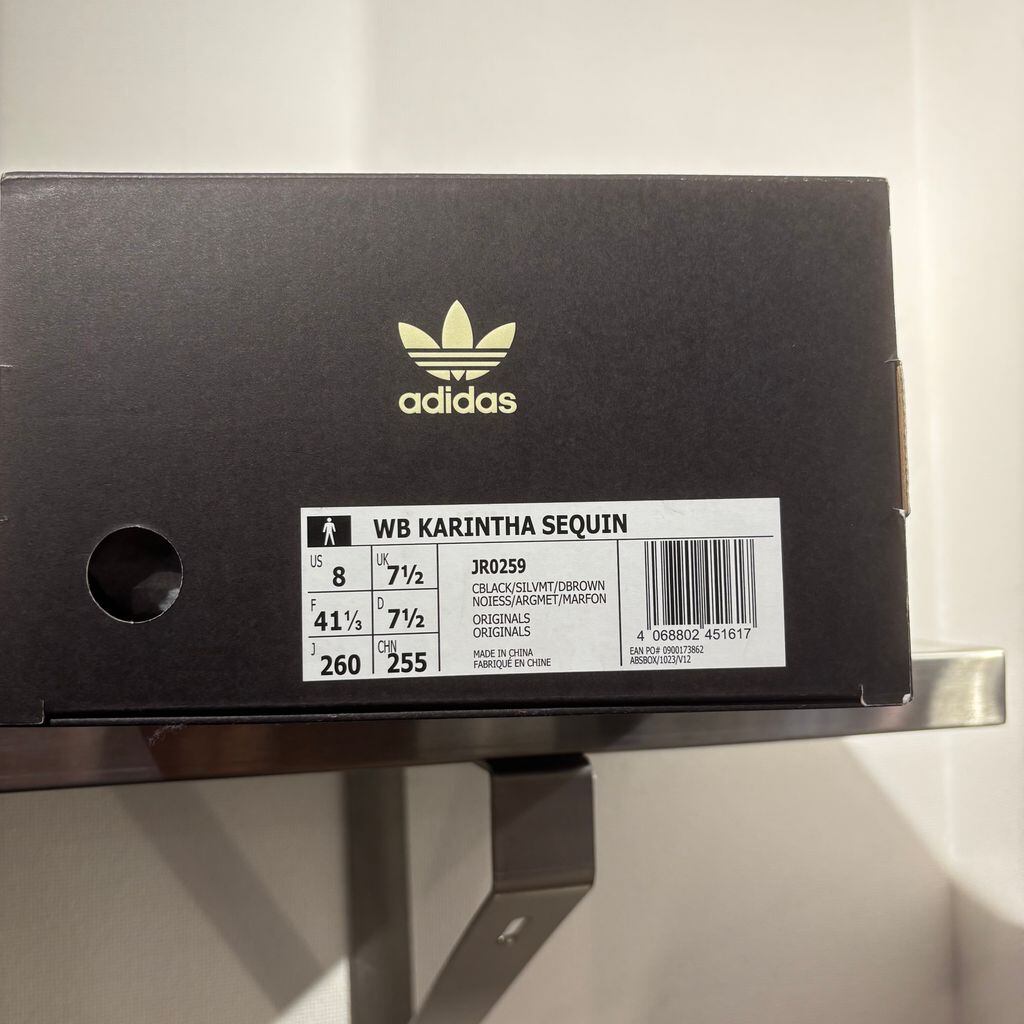 adidas
WB KARINTHA SEQUIN
US 8
UK 7½
F 41⅓
D 7½
J 260
CHN 255
JR0259
CBLACK/SILVMT/DBROWN
NOIESS/ARGMET/MARFON
ORIGINALS
ORIGINALS
MADE IN CHINA
FABRIQUÉ EN CHINE
4 068802 451617
EAN PO# 0900173862
ABSBOX/1023/V12